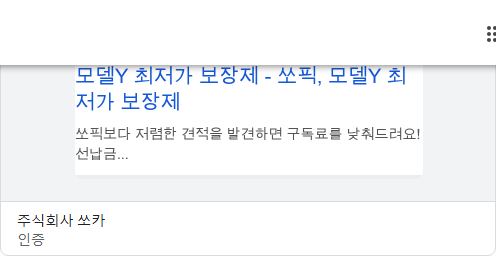 모델Y 최저가 보장제 - 쏘픽, 모델Y 최
저가 보장제
쏘픽보다 저렴한 견적을 발견하면 구독료를 낮춰드려요!
선납금...
주식회사 쏘카
인증